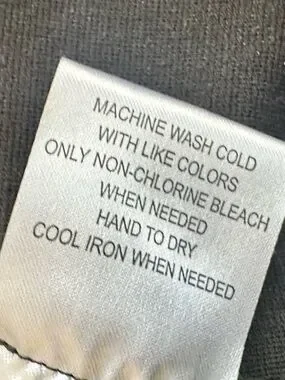 MACHINE WASH COLD
WITH LIKE COLORS
ONLY NON-CHLORINE BLEACH
WHEN NEEDED
HAND TO DRY
COOL IRON WHEN NEEDED